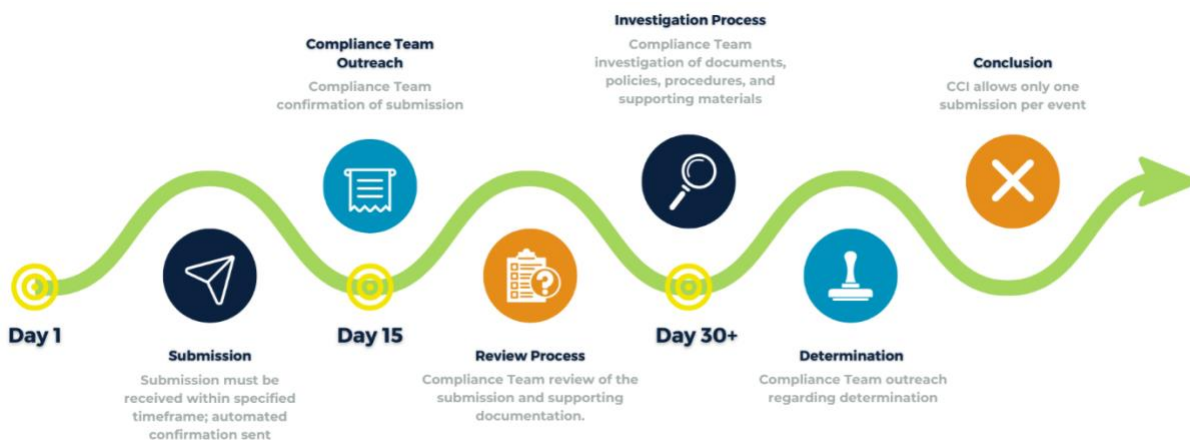 Investigation Process
Compliance Team
investigation of documents,
policies, procedures, and
supporting materials
Compliance Team
Outreach
Compliance Team
confirmation of submission
Conclusion
CCI allows only one
submission per event
Day 1
Day 15
Day 30+
Submission
Submission must be
received within specified
timeframe; automated
confirmation sent
Review Process
Compliance Team review of the
submission and supporting
documentation.
Determination
Compliance Team outreach
regarding determination